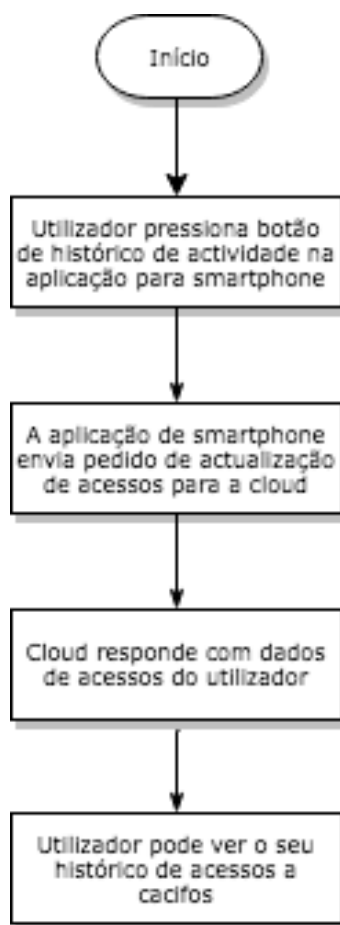 Início
Utilizador pressiona botão
de histórico de actividade na
aplicação para smartphone
A aplicação de smartphone
envia pedido de actualização
de acessos para a cloud
Cloud responde com dados
de acessos do utilizador
Utilizador pode ver o seu
histórico de acessos a
cacifos